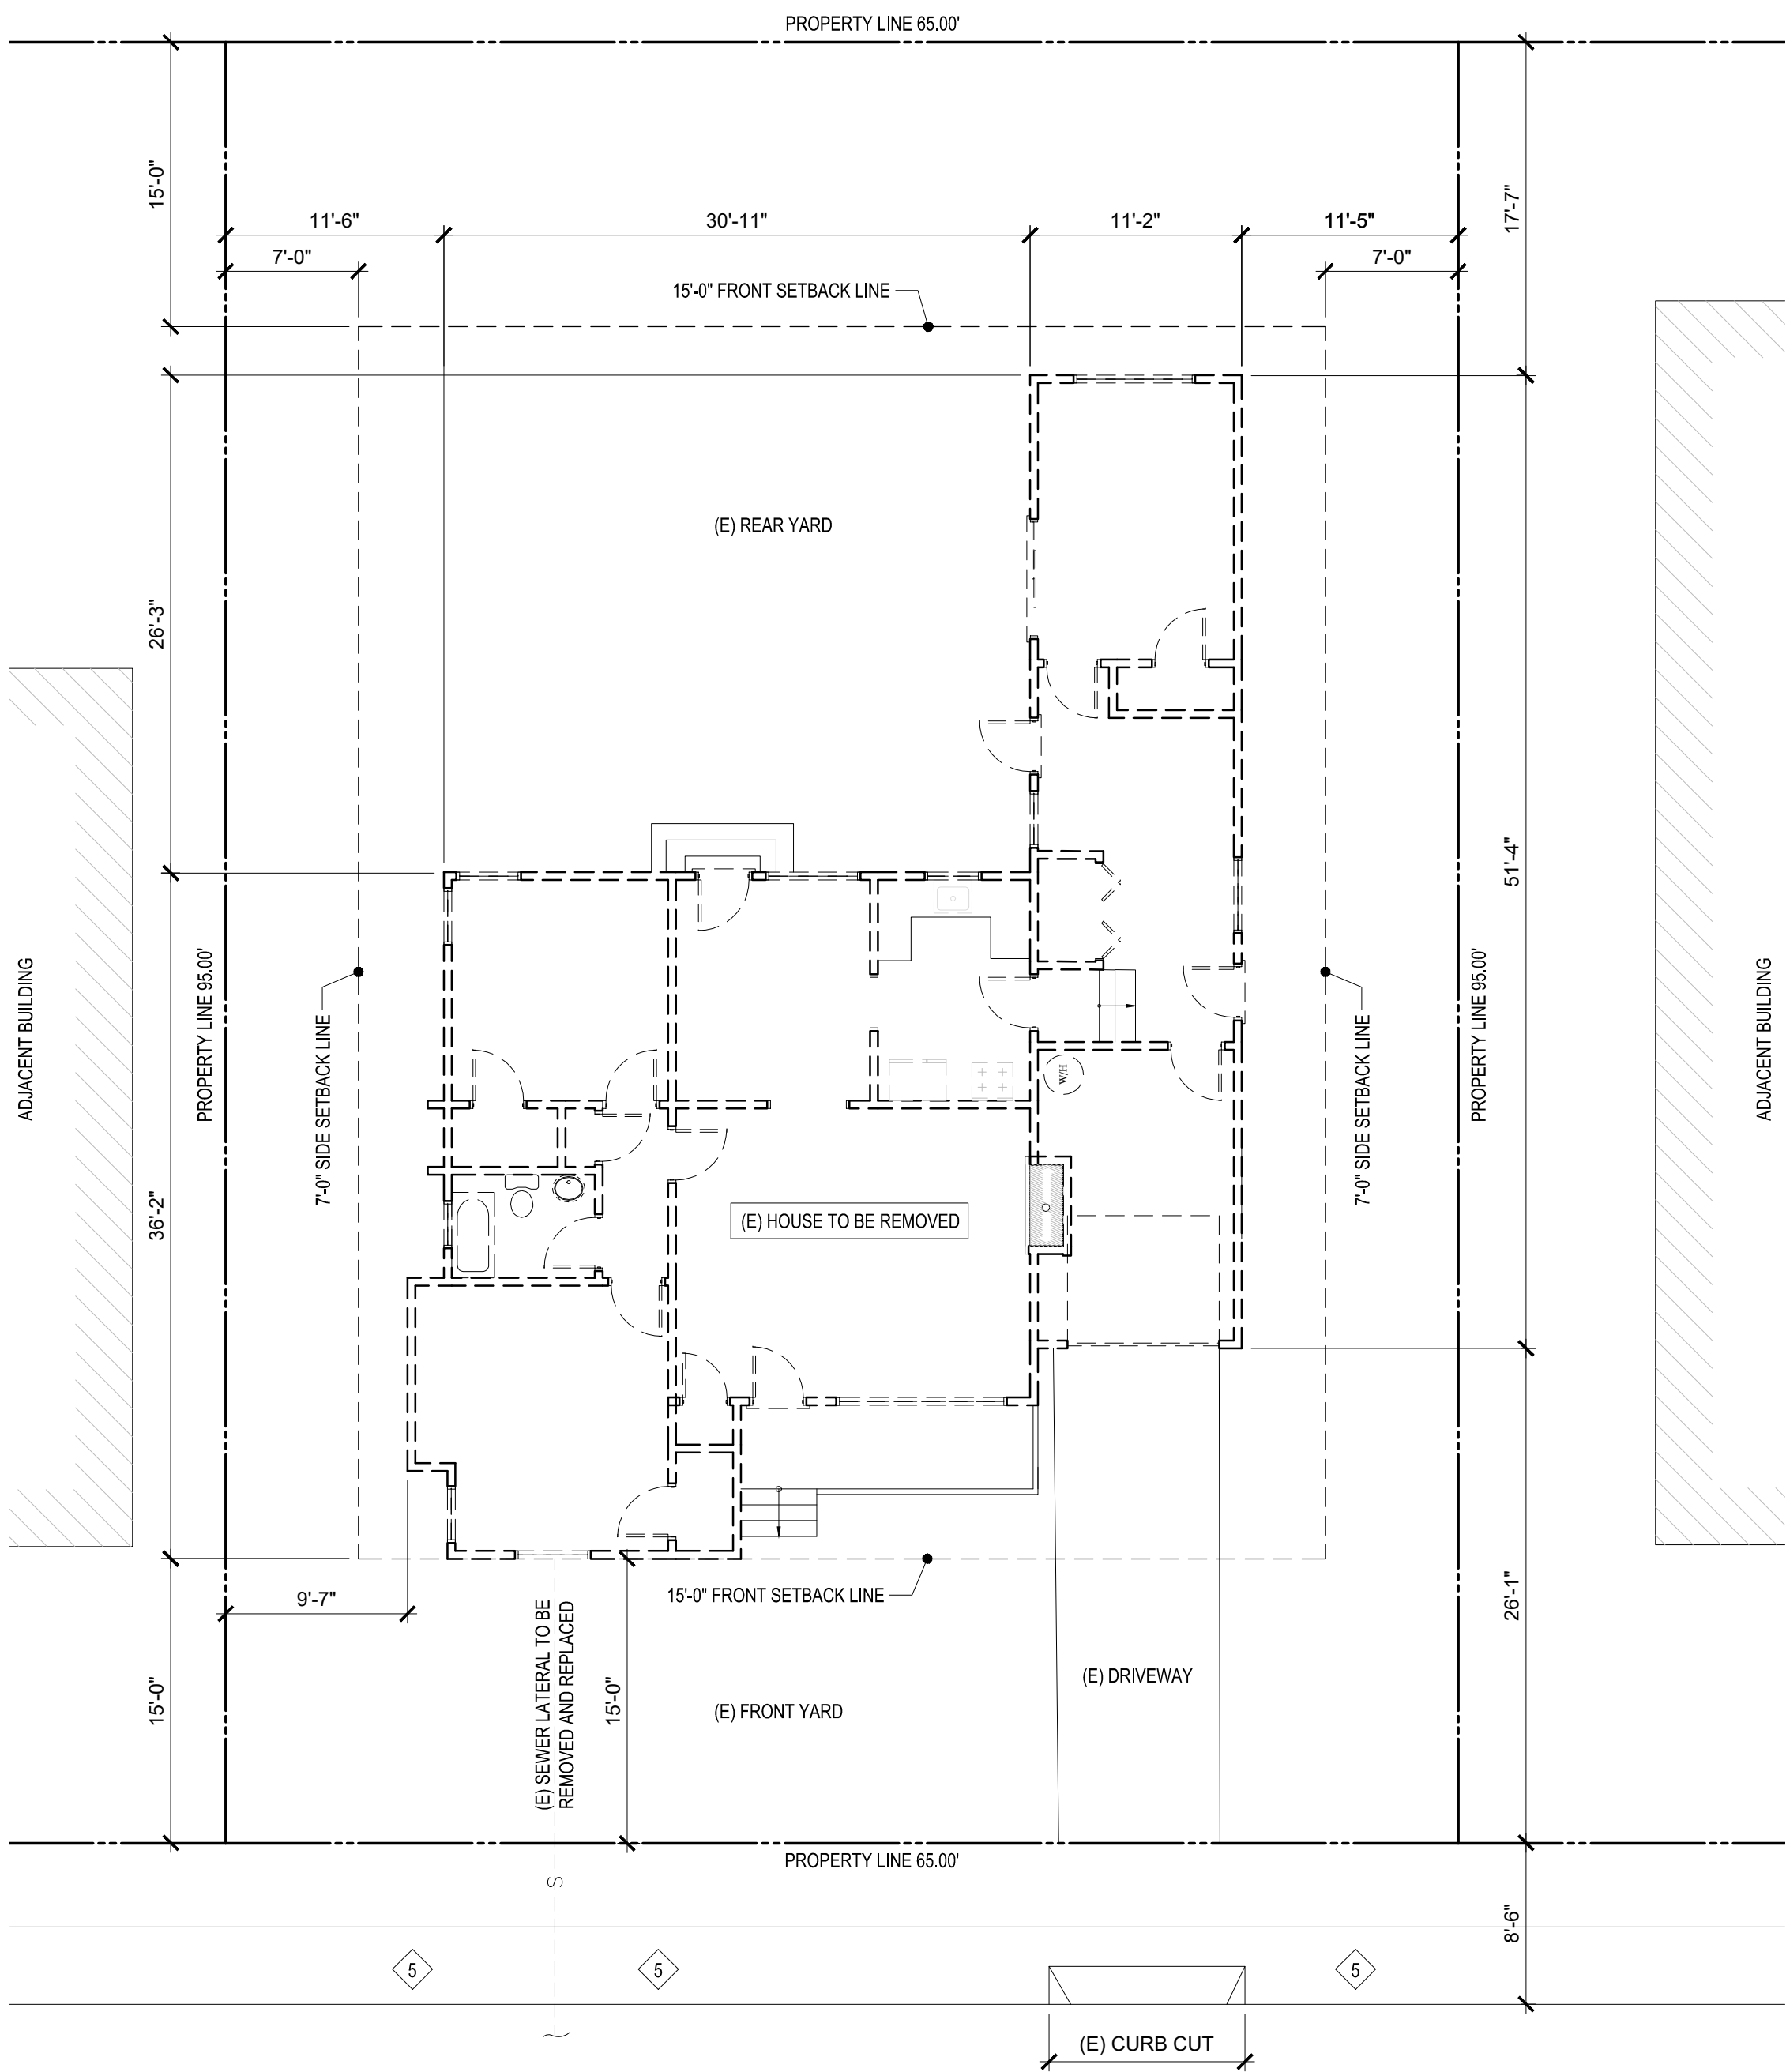 PROPERTY LINE 65.00'
15'-0"
17'-7"
11'-6"
30'-11"
11'-2"
11'-5"
7'-0"
7'-0"
15'-0" FRONT SETBACK LINE
(E) REAR YARD
26'-3"
51'-4"
ADJACENT BUILDING
PROPERTY LINE 95.00'
7'-0" SIDE SETBACK LINE
7'-0" SIDE SETBACK LINE
PROPERTY LINE 95.00'
ADJACENT BUILDING
W/H
36'-2"
(E) HOUSE TO BE REMOVED
15'-0" FRONT SETBACK LINE
9'-7"
26'-1"
(E) SEWER LATERAL TO BE
REMOVED AND REPLACED
15'-0"
15'-0"
(E) DRIVEWAY
(E) FRONT YARD
PROPERTY LINE 65.00'
S
8'-6"
5
5
5
(E) CURB CUT